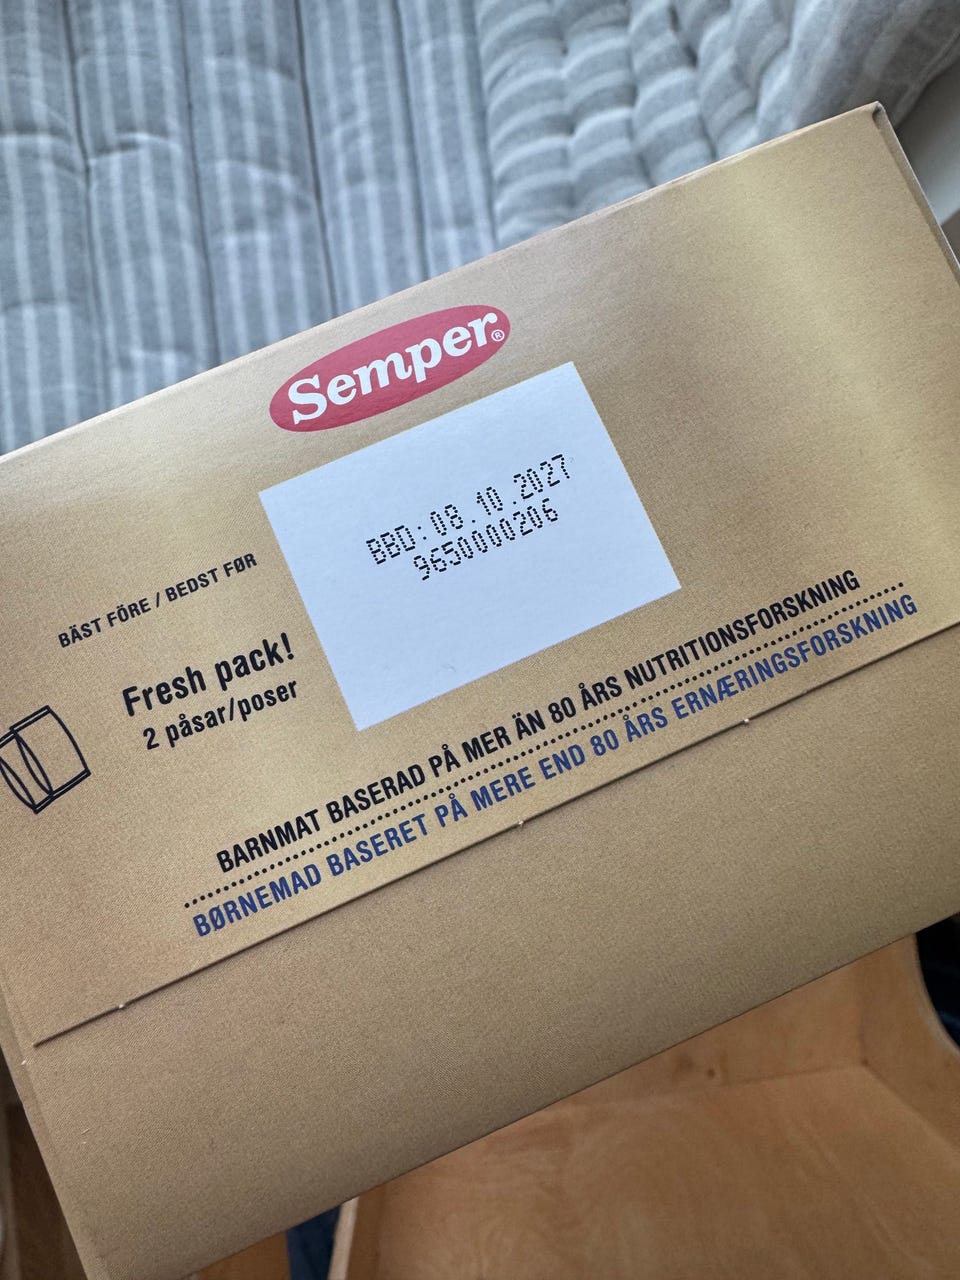 Semper®
BBD:08.10.2027
9650000206
BÄST FÖRE / BEDST FØR
Fresh pack!
2 påsar/poser
BARNMAT BASERAD PÅ MER ÄN 80 ÅRS NUTRITIONSFORSKNING
BØRNEMAD BASERET PÅ MERE END 80 ÅRS ERNÆRINGSFORSKNING